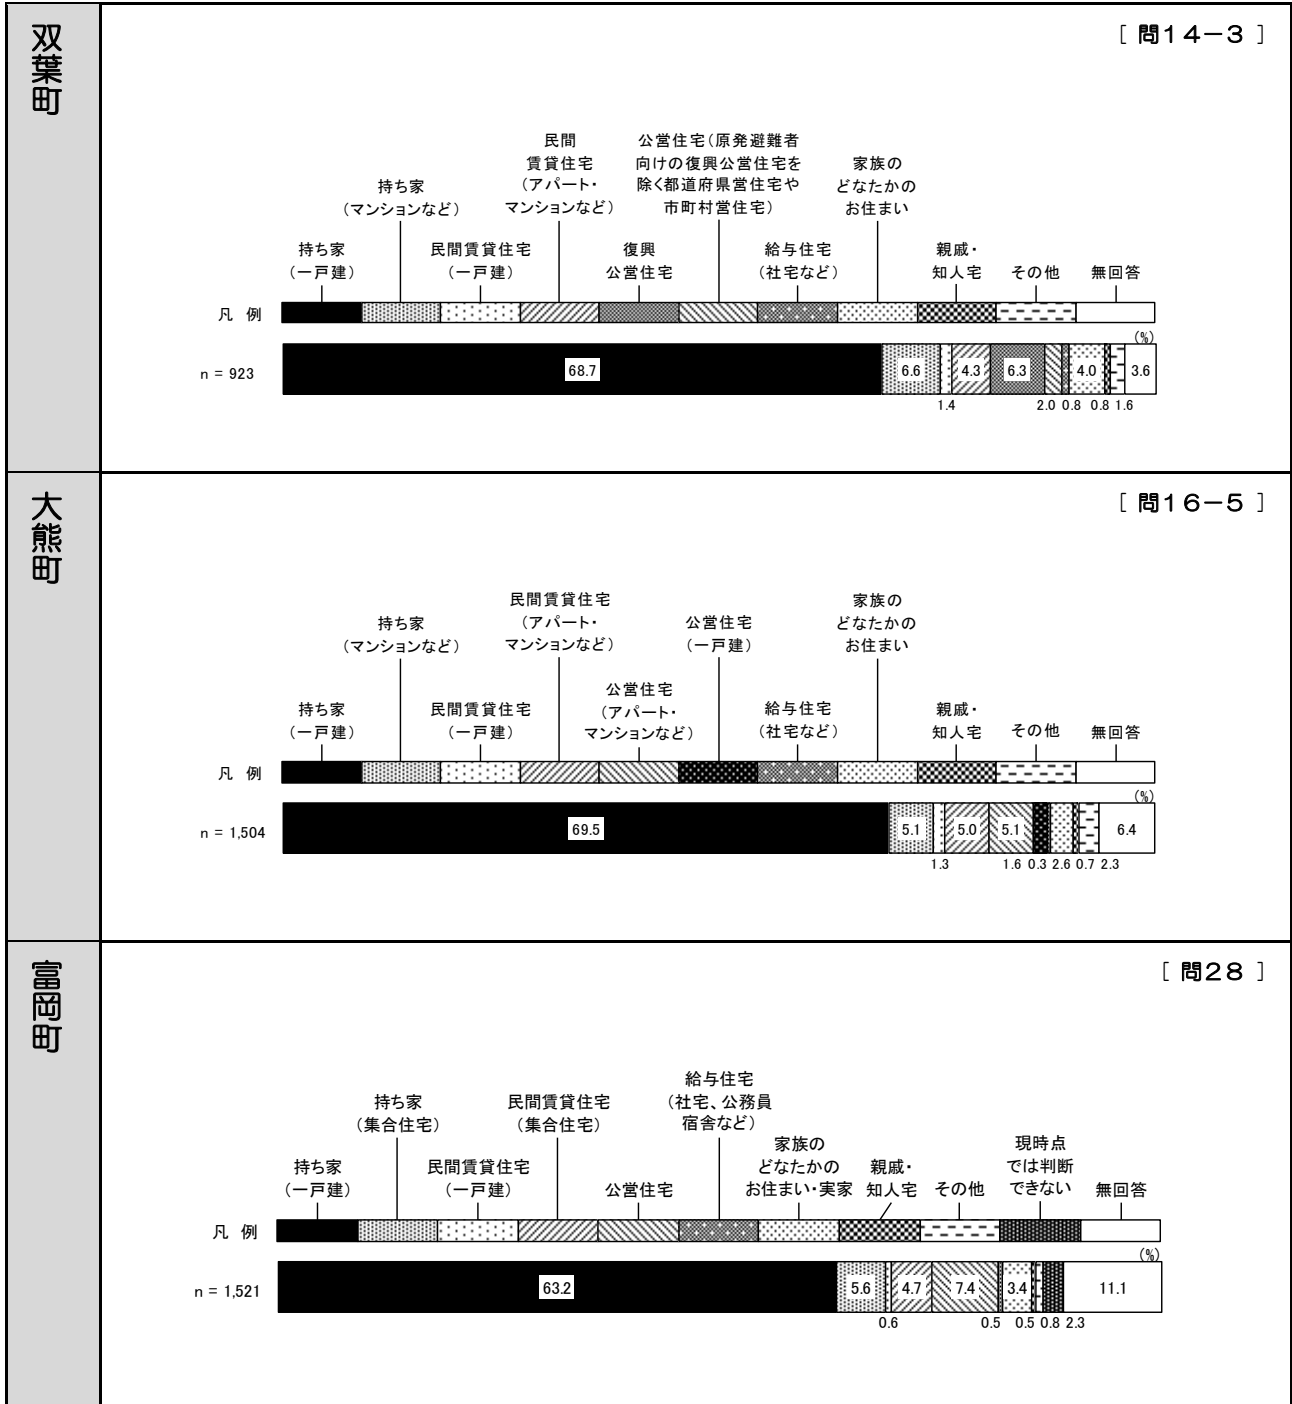 双葉町
［ 問１４－３ ］
民間
賃貸住宅
（アパート・
マンションなど）
公営住宅（原発避難者
向けの復興公営住宅を
除く都道府県営住宅や
市町村営住宅）
持ち家
（マンションなど）
家族の
どなたかの
お住まい
持ち家
（一戸建）
民間賃貸住宅
（一戸建）
復興
公営住宅
給与住宅
（社宅など）
親戚・
知人宅
その他
無回答
凡 例
(%)
n = 923
68.7
6.6
4.3
6.3
4.0
3.6
1.4
2.0
0.8
0.8
1.6
大熊町
［ 問１６－５ ］
民間賃貸住宅
（アパート・
マンションなど）
持ち家
（マンションなど）
公営住宅
（一戸建）
家族の
どなたかの
お住まい
公営住宅
（アパート・
マンションなど）
持ち家
（一戸建）
民間賃貸住宅
（一戸建）
給与住宅
（社宅など）
親戚・
知人宅
その他
無回答
凡 例
(%)
n = 1,504
69.5
5.1
5.0
5.1
6.4
1.3
1.6
0.3
2.6
0.7
2.3
富岡町
［ 問２８ ］
給与住宅
（社宅、公務員
宿舎など）
持ち家
（集合住宅）
民間賃貸住宅
（集合住宅）
家族の
どなたかの
お住まい・実家
現時点
では判断
できない
持ち家
（一戸建）
民間賃貸住宅
（一戸建）
公営住宅
親戚・
知人宅
その他
無回答
凡 例
(%)
n = 1,521
63.2
5.6
4.7
7.4
3.4
11.1
0.6
0.5
0.5
0.8
2.3